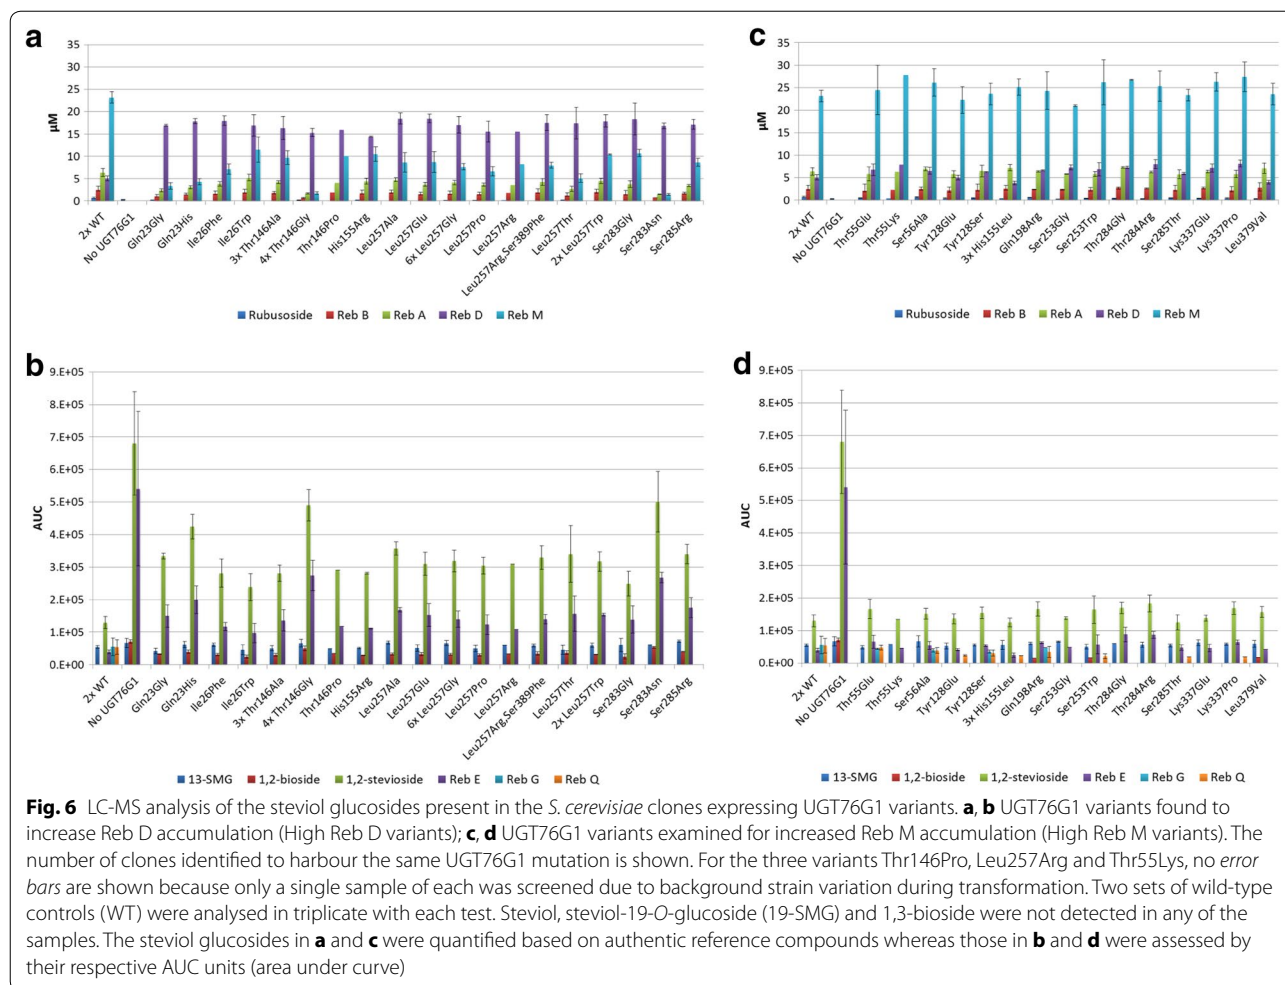 a
35
30
25
20
15
10
5
0
µM
2x WT
No UGT76G1
Gln23Gly
Gln23His
Ile26Phe
Ile26Trp
3x Thr146Ala
4x Thr146Gly
Thr146Pro
His155Arg
Leu257Ala
Leu257Glu
6x Leu257Gly
Leu257Pro
Leu257Arg
Leu257Arg,Ser389Phe
Leu257Thr
2x Leu257Trp
Ser283Gly
Ser283Asn
Ser285Arg
Rubusoside Reb B Reb A Reb D Reb M
c
35
30
25
20
15
10
5
0
µM
2x WT
No UGT76G1
Thr55Glu
Thr55Lys
Ser56Ala
Tyr128Glu
Tyr128Ser
3x His155Leu
Gln198Arg
Ser253Gly
Ser253Trp
Thr284Gly
Thr284Arg
Ser285Thr
Lys337Glu
Lys337Pro
Leu379Val
Rubusoside Reb B Reb A Reb D Reb M
b
9.E+05
8.E+05
7.E+05
6.E+05
5.E+05
4.E+05
3.E+05
2.E+05
1.E+05
0.E+00
AUC
2x WT
No UGT76G1
Gln23Gly
Gln23His
Ile26Phe
Ile26Trp
3x Thr146Ala
4x Thr146Gly
Thr146Pro
His155Arg
Leu257Ala
Leu257Glu
6x Leu257Gly
Leu257Pro
Leu257Arg
Leu257Arg,Ser389Phe
Leu257Thr
2x Leu257Trp
Ser283Gly
Ser283Asn
Ser285Arg
13-SMG 1,2-bioside 1,2-stevioside Reb E Reb G Reb Q
d
9.E+05
8.E+05
7.E+05
6.E+05
5.E+05
4.E+05
3.E+05
2.E+05
1.E+05
0.E+00
AUC
2x WT
No UGT76G1
Thr55Glu
Thr55Lys
Ser56Ala
Tyr128Glu
Tyr128Ser
3x His155Leu
Gln198Arg
Ser253Gly
Ser253Trp
Thr284Gly
Thr284Arg
Ser285Thr
Lys337Glu
Lys337Pro
Leu379Val
13-SMG 1,2-bioside 1,2-stevioside Reb E Reb G Reb Q
Fig. 6 LC-MS analysis of the steviol glucosides present in the S. cerevisiae clones expressing UGT76G1 variants. a, b UGT76G1 variants found to
increase Reb D accumulation (High Reb D variants); c, d UGT76G1 variants examined for increased Reb M accumulation (High Reb M variants). The
number of clones identified to harbour the same UGT76G1 mutation is shown. For the three variants Thr146Pro, Leu257Arg and Thr55Lys, no error
bars are shown because only a single sample of each was screened due to background strain variation during transformation. Two sets of wild-type
controls (WT) were analysed in triplicate with each test. Steviol, steviol-19-O-glucoside (19-SMG) and 1,3-bioside were not detected in any of the
samples. The steviol glucosides in a and c were quantified based on authentic reference compounds whereas those in b and d were assessed by
their respective AUC units (area under curve)